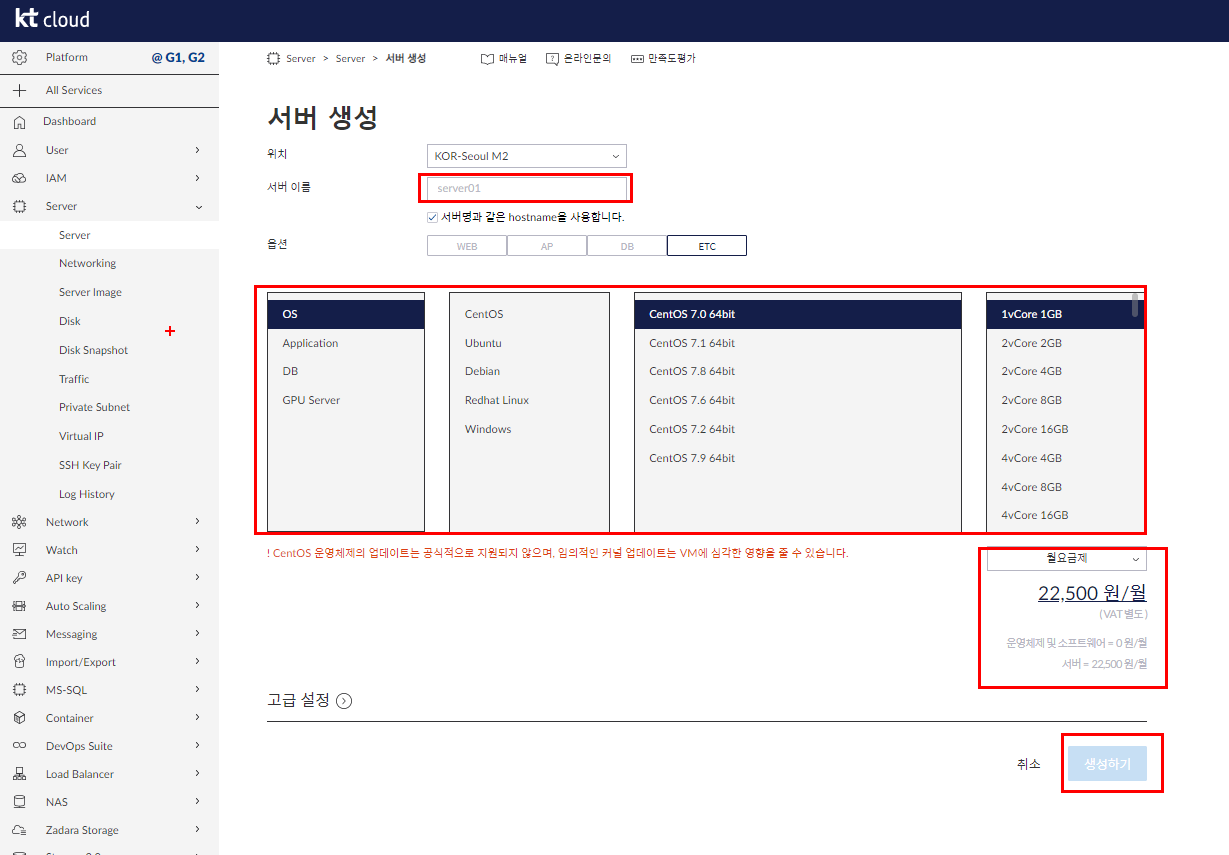 kt cloud
Platform @ G1, G2
All Services
Dashboard
User
IAM
Server
Server
Networking
Server Image
Disk
Disk Snapshot
Traffic
Private Subnet
Virtual IP
SSH Key Pair
Log History
Network
Watch
API key
Auto Scaling
Messaging
Import/Export
MS-SQL
Container
DevOps Suite
Load Balancer
NAS
Zadara Storage
Server > Server > 서버 생성 매뉴얼 온라인문의 만족도평가
서버 생성
위치 KOR-Seoul M2
서버 이름 server01
서버명과 같은 hostname을 사용합니다.
옵션 WEB AP DB ETC
OS
Application
DB
GPU Server
CentOS
Ubuntu
Debian
Redhat Linux
Windows
CentOS 7.0 64bit
CentOS 7.1 64bit
CentOS 7.8 64bit
CentOS 7.6 64bit
CentOS 7.2 64bit
CentOS 7.9 64bit
1vCore 1GB
2vCore 2GB
2vCore 4GB
2vCore 8GB
2vCore 16GB
4vCore 4GB
4vCore 8GB
4vCore 16GB
! CentOS 운영체제의 업데이트는 공식적으로 지원되지 않으며, 임의적인 커널 업데이트는 VM에 심각한 영향을 줄 수 있습니다.
월요금제
22,500 원/월
(VAT별도)
운영체제 및 소프트웨어 = 0 원/월
서버 = 22,500 원/월
고급 설정
취소 생성하기